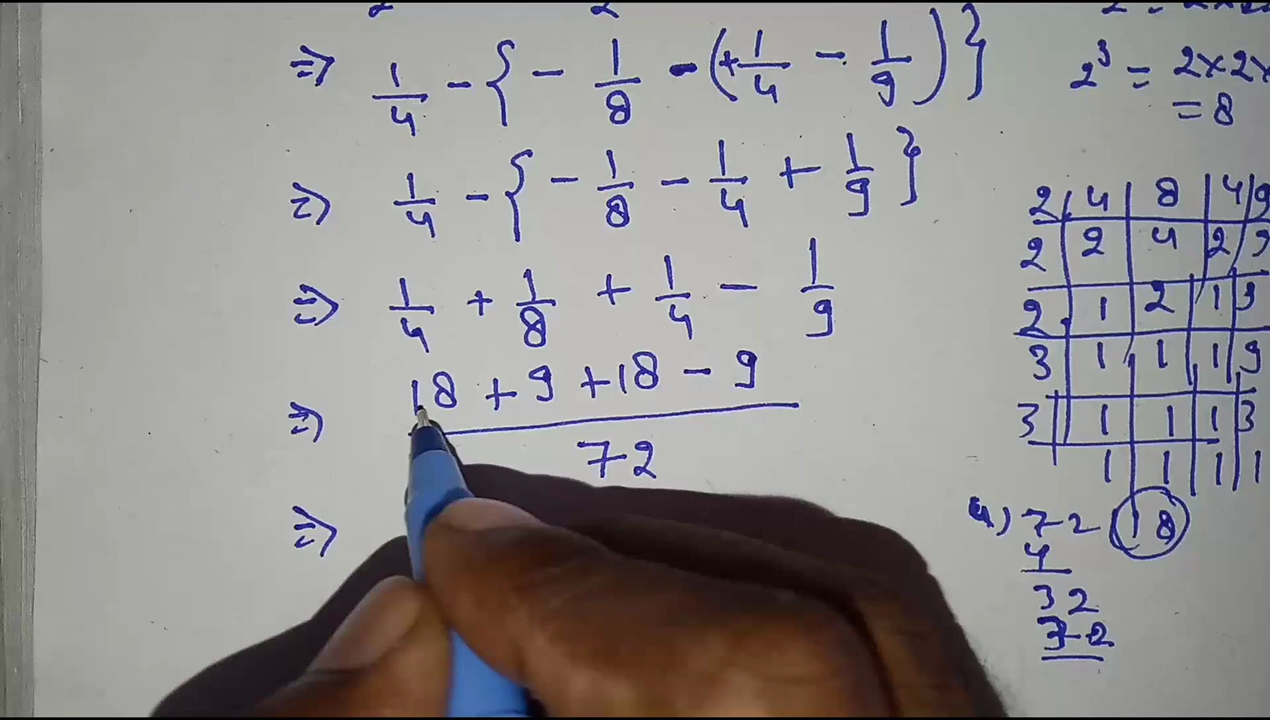 ⇒ 1/4 - { - 1/8 - (+1/4 - 1/9) }
⇒ 1/4 - { - 1/8 - 1/4 + 1/9 }
⇒ 1/4 + 1/8 + 1/4 - 1/9
⇒ 18 + 9 + 18 - 9 / 72
⇒
2³ = 2×2×
= 8
2 | 4 | 8 | 4 | 9
2 | 2 | 4 | 2 | 9
2 | 1 | 2 | 1 | 9
3 | 1 | 1 | 1 | 9
3 | 1 | 1 | 1 | 3
1 | 1 | 1 | 1
4) 72 (18
4
32
32